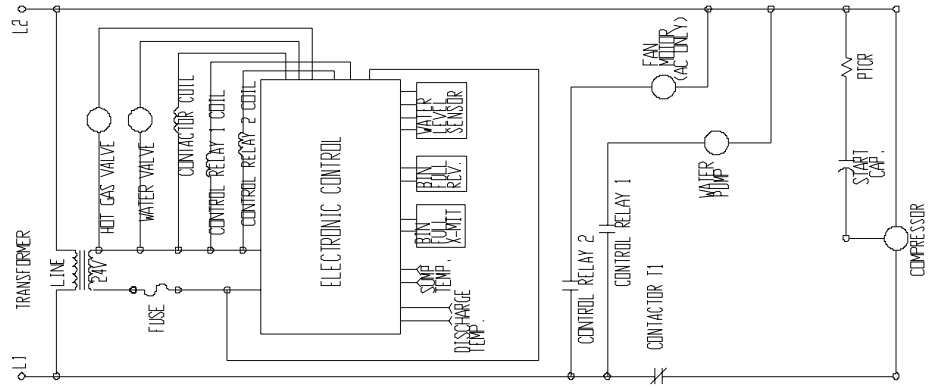 L2
L1
TRANSFORMER
LINE
24V
FUSE
HOT GAS VALVE
WATER VALVE
CONTACTOR COIL
CONTROL RELAY 1 COIL
CONTROL RELAY 2 COIL
ELECTRONIC CONTROL
WATER
LEVEL
SENSOR
BIN
FULL
RCV.
BIN
FULL
X-MIT
SUMP
TEMP.
DISCHARGE
TEMP.
CONTROL RELAY 2
CONTROL RELAY 1
CONTACTOR T1
FAN
MOTOR
(AC ONLY)
WATER
PUMP
PTCR
START
CAP.
COMPRESSOR